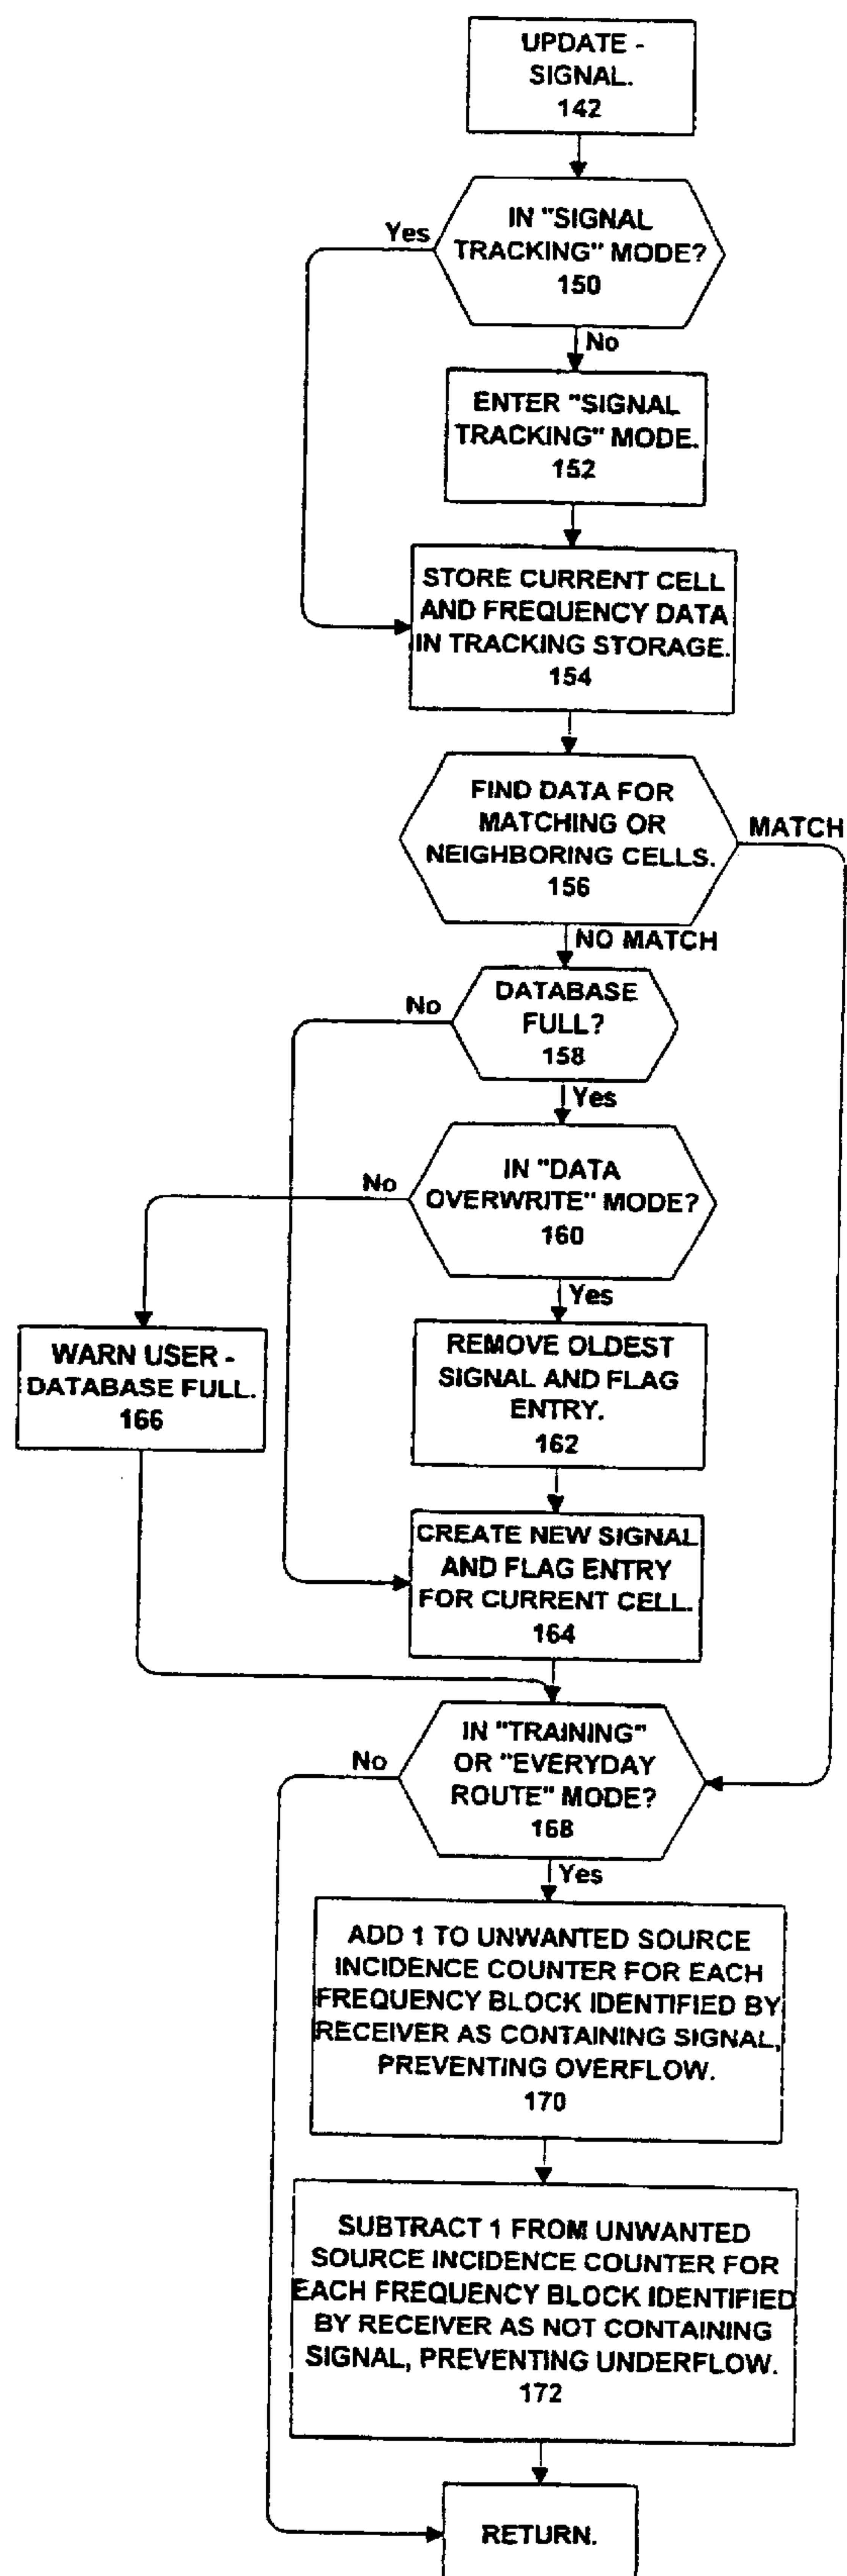 UPDATE -
SIGNAL.
142
IN "SIGNAL
TRACKING" MODE?
150
Yes
No
ENTER "SIGNAL
TRACKING" MODE.
152
STORE CURRENT CELL
AND FREQUENCY DATA
IN TRACKING STORAGE.
154
FIND DATA FOR
MATCHING OR
NEIGHBORING CELLS.
156
MATCH
NO MATCH
DATABASE
FULL?
158
No
Yes
IN "DATA
OVERWRITE" MODE?
160
No
Yes
WARN USER -
DATABASE FULL.
166
REMOVE OLDEST
SIGNAL AND FLAG
ENTRY.
162
CREATE NEW SIGNAL
AND FLAG ENTRY
FOR CURRENT CELL.
164
IN "TRAINING"
OR "EVERYDAY
ROUTE" MODE?
168
No
Yes
ADD 1 TO UNWANTED SOURCE
INCIDENCE COUNTER FOR EACH
FREQUENCY BLOCK IDENTIFIED BY
RECEIVER AS CONTAINING SIGNAL,
PREVENTING OVERFLOW.
170
SUBTRACT 1 FROM UNWANTED
SOURCE INCIDENCE COUNTER FOR
EACH FREQUENCY BLOCK IDENTIFIED
BY RECEIVER AS NOT CONTAINING
SIGNAL, PREVENTING UNDERFLOW.
172
RETURN.